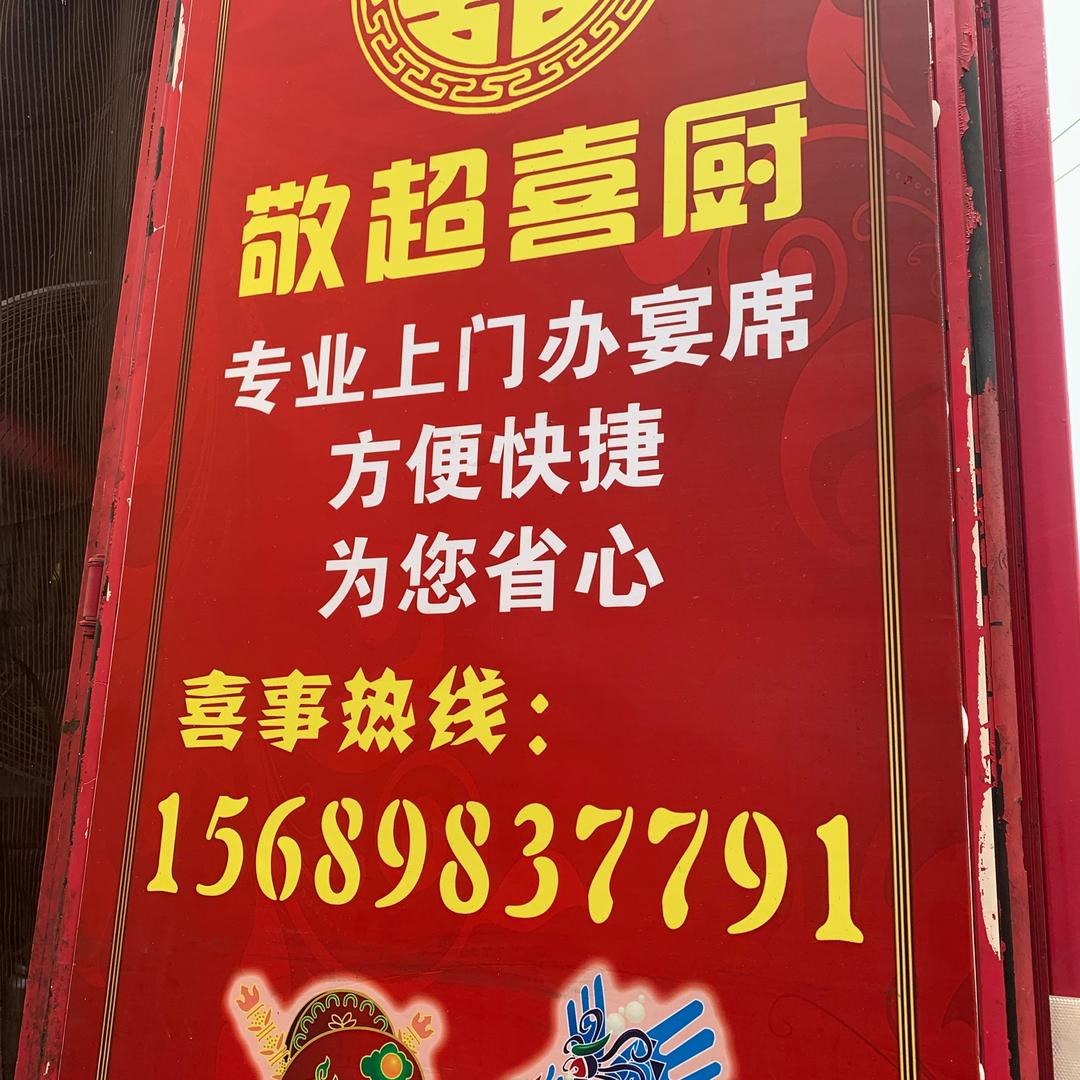 敬超喜厨
专业上门办宴席
方便快捷
为您省心
喜事热线：
15689837791